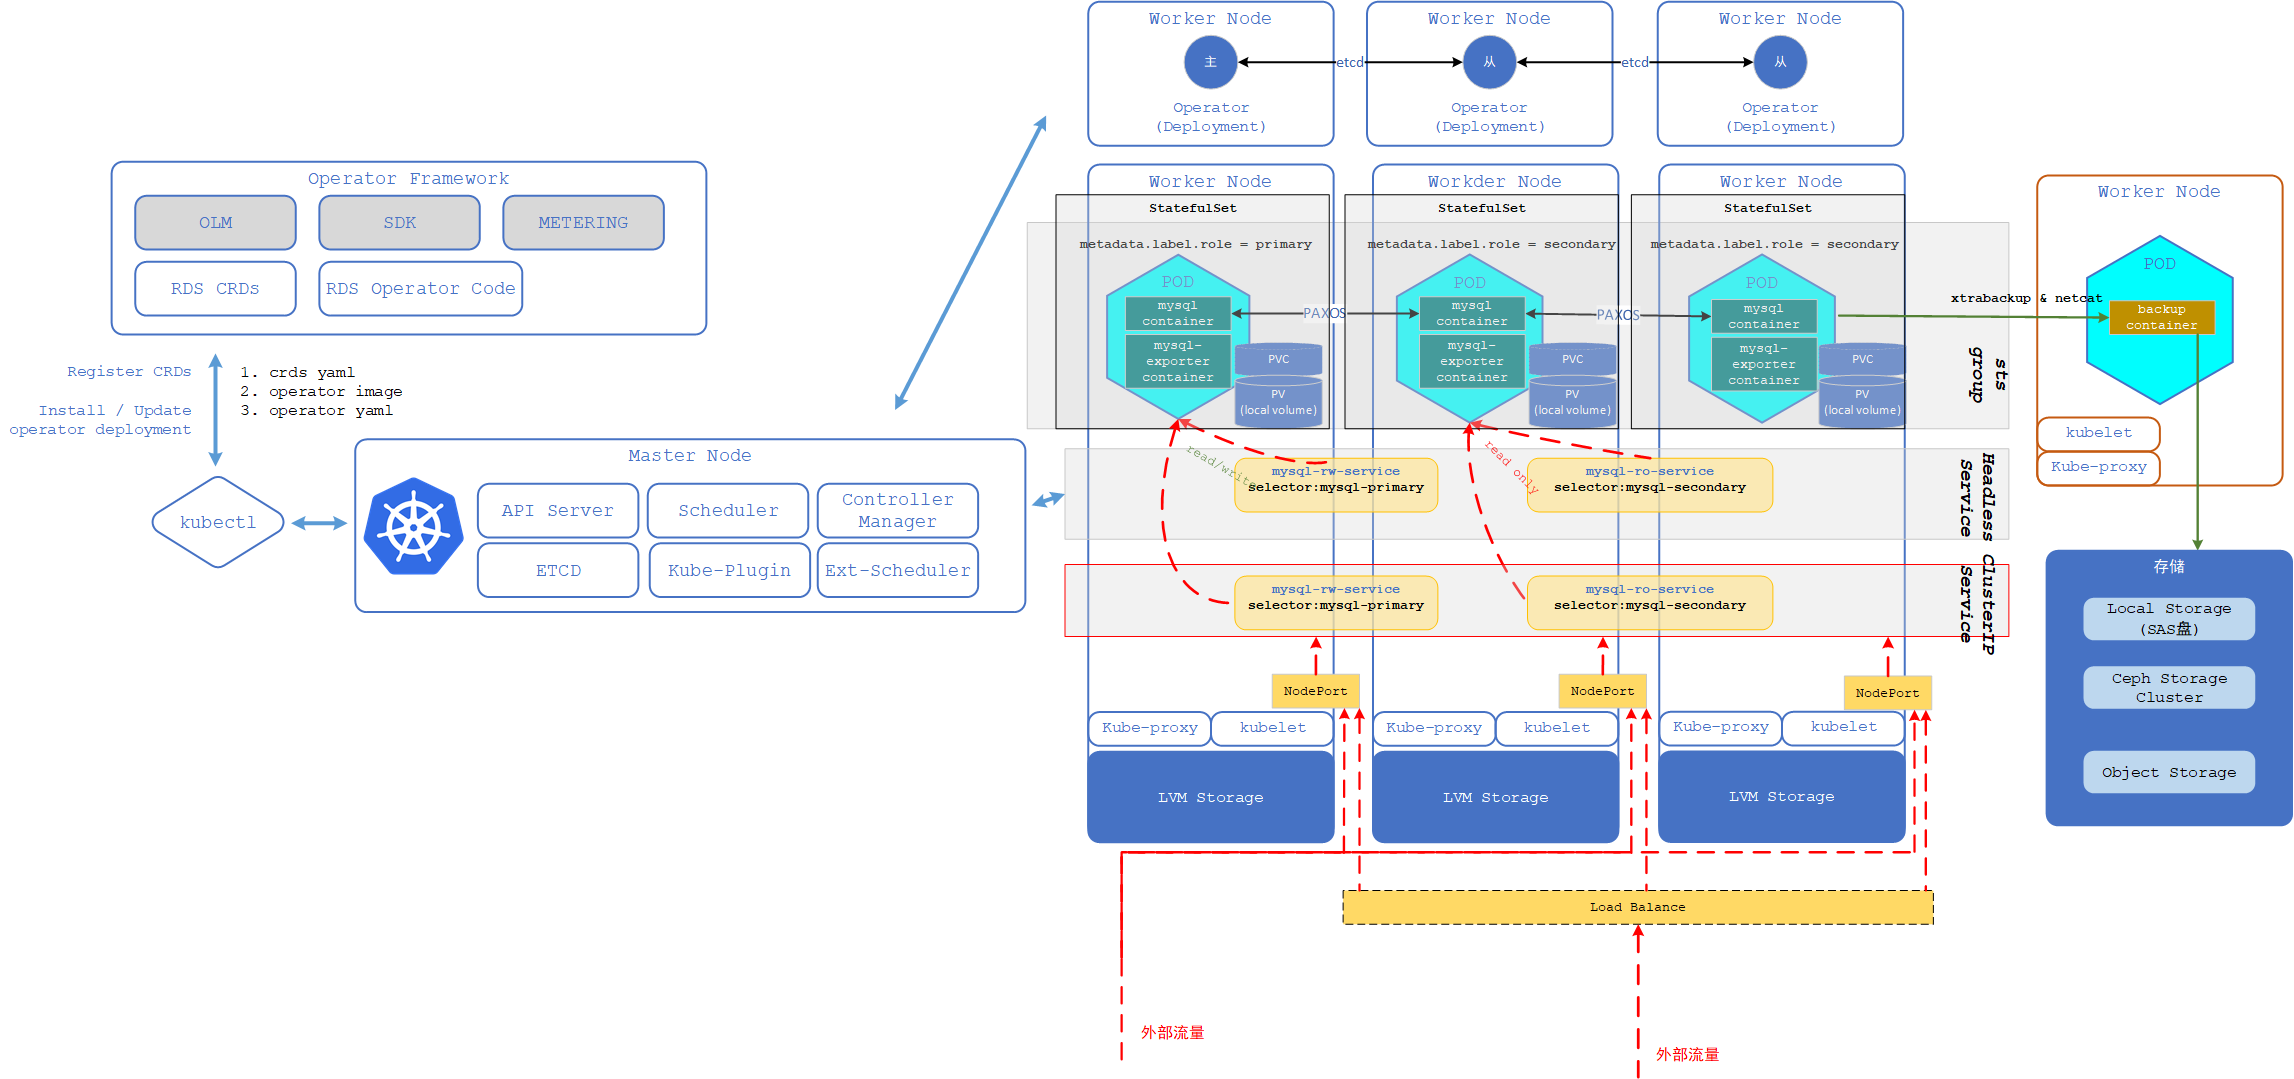 Worker Node
主
Operator
(Deployment)
etcd
Worker Node
从
Operator
(Deployment)
etcd
Worker Node
从
Operator
(Deployment)
Operator Framework
OLM
SDK
METERING
RDS CRDs
RDS Operator Code
Register CRDs
Install / Update
operator deployment
1. crds yaml
2. operator image
3. operator yaml
kubectl
Master Node
API Server
Scheduler
Controller
Manager
ETCD
Kube-Plugin
Ext-Scheduler
Worker Node
StatefulSet
metadata.label.role = primary
POD
mysql
container
mysql-
exporter
container
PVC
PV
(local volume)
PAXOS
Workder Node
StatefulSet
metadata.label.role = secondary
POD
mysql
container
mysql-
exporter
container
PVC
PV
(local volume)
PAXOS
Worker Node
StatefulSet
metadata.label.role = secondary
POD
mysql
container
mysql-
exporter
container
PVC
PV
(local volume)
sts
group
xtrabackup & netcat
Worker Node
POD
backup
container
kubelet
Kube-proxy
read/write
mysql-rw-service
selector:mysql-primary
read only
mysql-ro-service
selector:mysql-secondary
Headless
Service
mysql-rw-service
selector:mysql-primary
mysql-ro-service
selector:mysql-secondary
ClusterIP
Service
NodePort
NodePort
NodePort
Kube-proxy
kubelet
Kube-proxy
kubelet
Kube-proxy
kubelet
LVM Storage
LVM Storage
LVM Storage
存储
Local Storage
(SAS盘)
Ceph Storage
Cluster
Object Storage
Load Balance
外部流量
外部流量